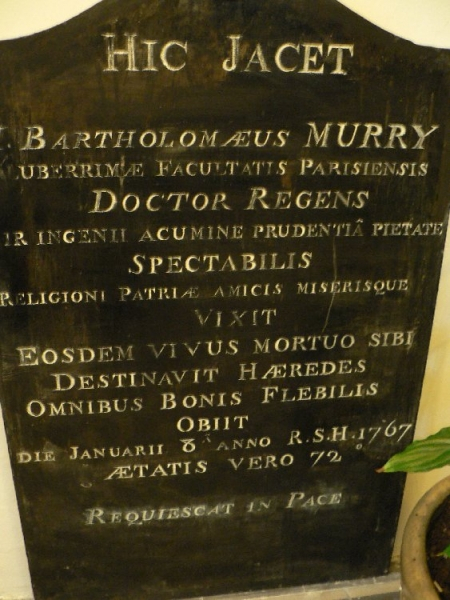 HIC JACET
BARTHOLOMÆUS MURRY
UBERRIMÆ FACULTATIS PARISIENSIS
DOCTOR REGENS
IR INGENII ACUMINE PRUDENTIÂ PIETATE
SPECTABILIS
RELIGIONI PATRIÆ AMICIS MISERISQUE
VIXIT
EOSDEM VIVUS MORTUO SIBI
DESTINAVIT HÆREDES
OMNIBUS BONIS FLEBILIS
OBIIT
DIE JANUARII 8ᴬ ANNO R.S.H. 1767
ÆTATIS VERO 72°
REQUIESCAT IN PACE